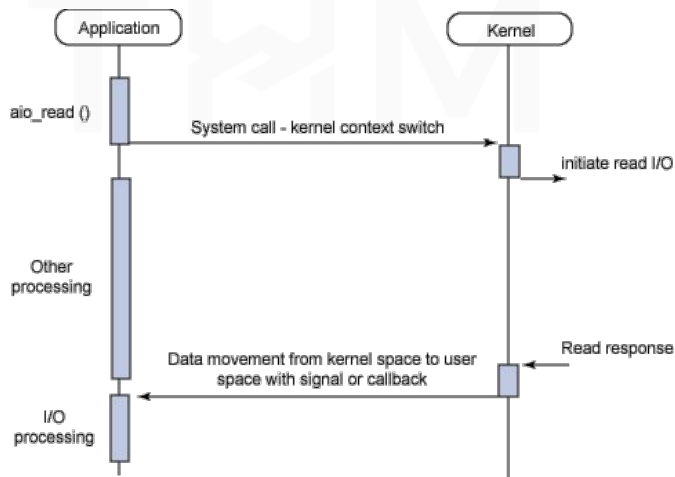 Application
Kernel
aio_read ()
System call - kernel context switch
initiate read I/O
Other
processing
Read response
Data movement from kernel space to user
space with signal or callback
I/O
processing